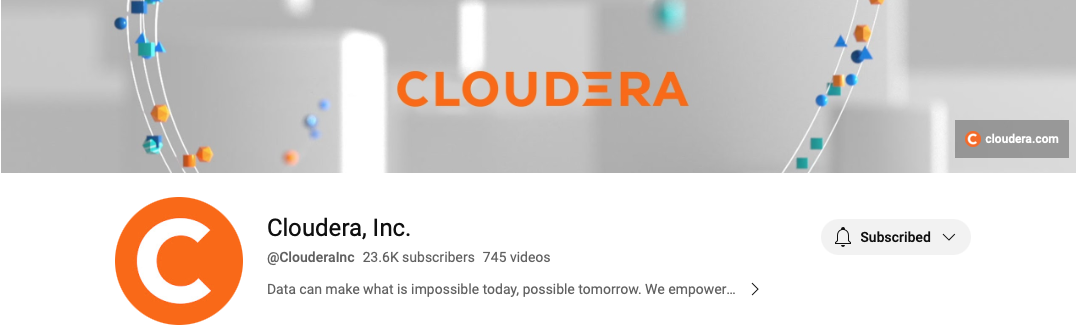 CLOUDERA
C cloudera.com
C
Cloudera, Inc.
@ClouderaInc 23.6K subscribers 745 videos
Subscribed
Data can make what is impossible today, possible tomorrow. We empower...